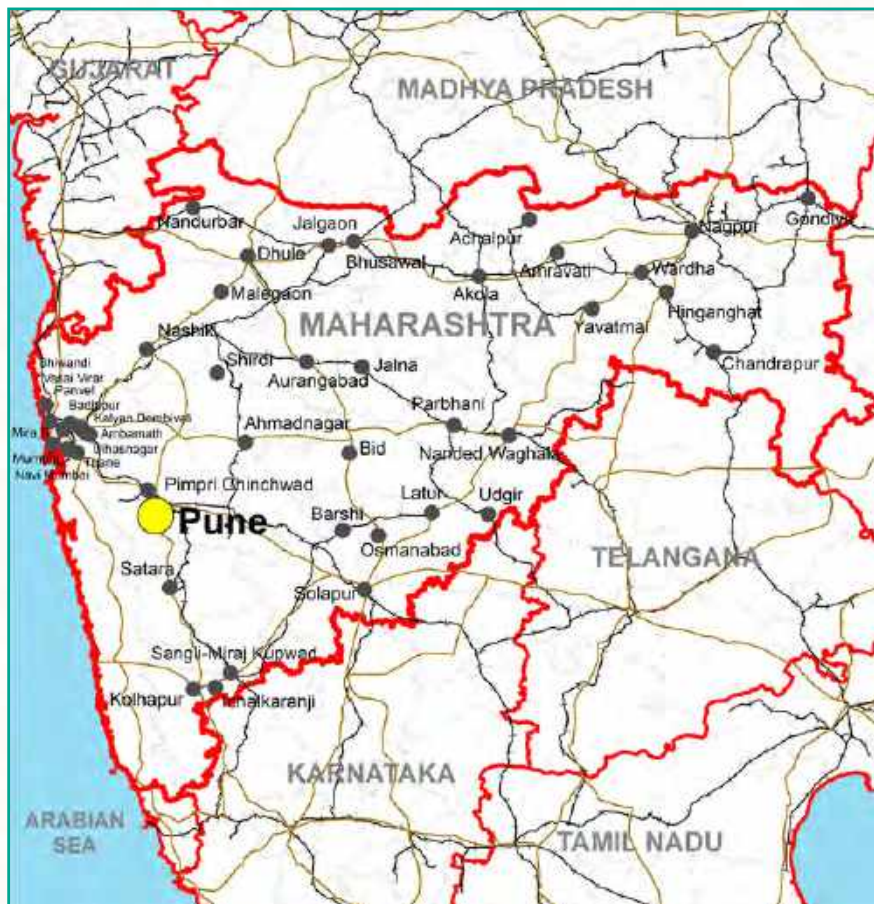 GUJARAT
MADHYA PRADESH
Nandurbar
Jalgaon
Achalpur
Nagpur
Gondiya
Dhule
Bhusawal
Amravati
Wardha
Akola
Malegaon
Hinganghat
MAHARASHTRA
Yavatmal
Nashik
Shirdi
Chandrapur
Aurangabad
Jalna
Bhiwandi
Vasai Virar
Panvel
Badlapur
Parbhani
Kalyan Dombivali
Ahmadnagar
Mira
Ambarnath
Ulhasnagar
Bid
Nanded Waghala
Mumbai
Thane
Navi Mumbai
Pimpri Chinchwad
Latur
Udgir
Pune
Barshi
Osmanabad
TELANGANA
Satara
Solapur
Sangli-Miraj Kupwad
Kolhapur
Ichalkaranji
KARNATAKA
ARABIAN
SEA
TAMIL NADU